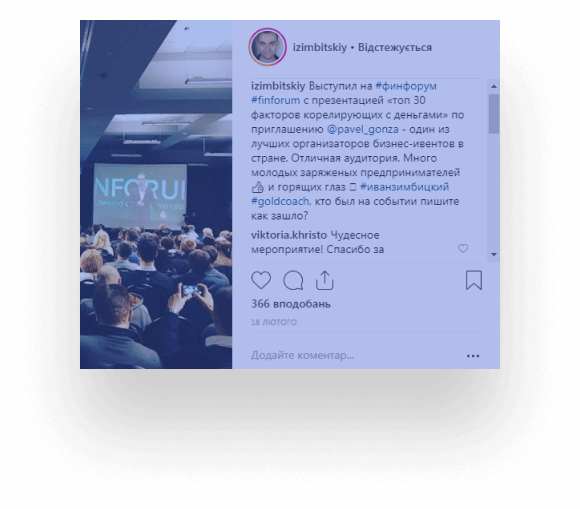 izimbitskiy • Відстежується
izimbitskiy Выступил на #финфорум
#finforum с презентацией «топ 30
факторов корелирующих с деньгами» по
приглашению @pavel_gonza - один из
лучших организаторов бизнес-ивентов в
стране. Отличная аудитория. Много
молодых заряженых предпринимателей
👍 и горящих глаз #иванзимбицкий
#goldcoach, кто был на событии пишите
как зашло?
viktoria.khristo Чудесное
мероприятие! Спасибо за
366 вподобань
18 ЛЮТОГО
Додайте коментар...
NFORUI